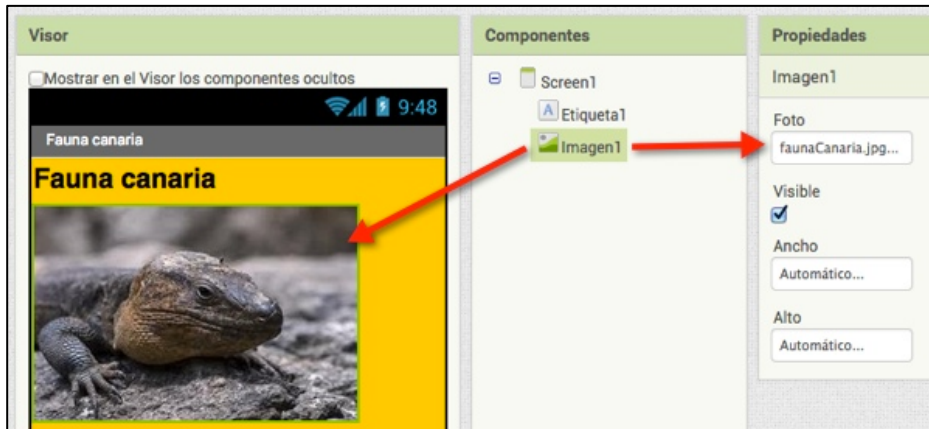 Visor
Mostrar en el Visor los componentes ocultos
9:48
Fauna canaria
Fauna canaria
Componentes
Screen1
A Etiqueta1
Imagen1
Propiedades
Imagen1
Foto
faunaCanaria.jpg...
Visible
Ancho
Automático...
Alto
Automático...